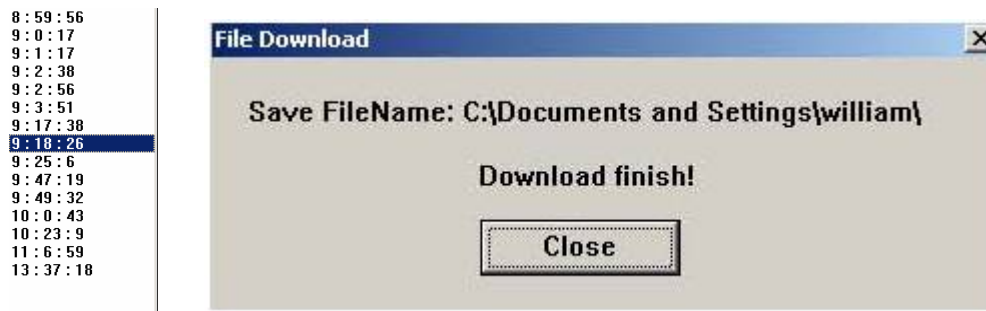 8 : 59 : 56
9 : 0 : 17
9 : 1 : 17
9 : 2 : 38
9 : 2 : 56
9 : 3 : 51
9 : 17 : 38
9 : 18 : 26
9 : 25 : 6
9 : 47 : 19
9 : 49 : 32
10 : 0 : 43
10 : 23 : 9
11 : 6 : 59
13 : 37 : 18
File Download
Save FileName: C:\Documents and Settings\william\
Download finish!
Close